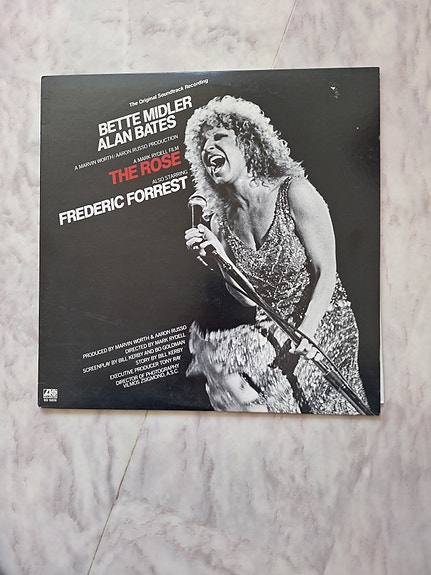 The Original Soundtrack Recording
BETTE MIDLER
ALAN BATES
A MARVIN WORTH/AARON RUSSO PRODUCTION
A MARK RYDELL FILM
THE ROSE
ALSO STARRING
FREDERIC FORREST
PRODUCED BY MARVIN WORTH & AARON RUSSO
DIRECTED BY MARK RYDELL
SCREENPLAY BY BILL KERBY AND BO GOLDMAN
STORY BY BILL KERBY
EXECUTIVE PRODUCER TONY RAY
DIRECTOR OF PHOTOGRAPHY
VILMOS ZSIGMOND, A.S.C.